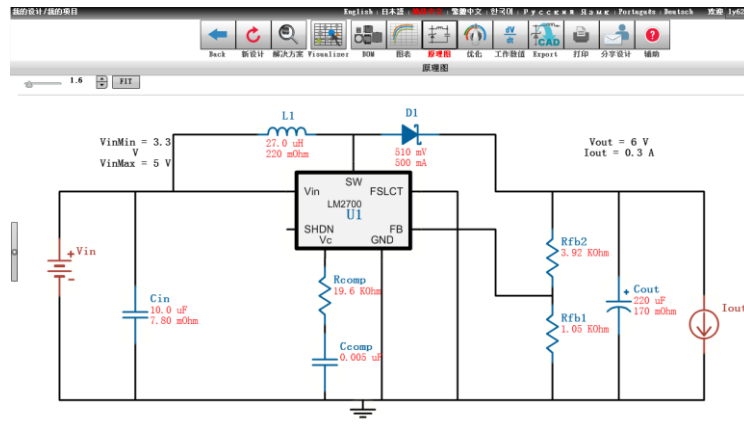 我的设计/我的项目
English | 日本語 | 简体中文 | 繁體中文 | 한국어 | Русский Язык | Português | Deutsch 欢迎 ly62
Back 新设计 解决方案 Visualizer BOM 图表 原理图 优化 工作数值 Export 打印 分享设计 辅助
CAD
原理图
1.6 FIT
L1
D1
VinMin = 3.3
V
VinMax = 5 V
27.0 uH
220 mOhm
510 mV
500 mA
Vout = 6 V
Iout = 0.3 A
SW
Vin
FSLCT
LM2700
U1
SHDN
FB
Vc
GND
Vin
Rfb2
3.92 KOhm
Rcomp
19.6 KOhm
Cin
10.0 uF
7.80 mOhm
Cout
220 uF
170 mOhm
Iout
Rfb1
1.05 KOhm
Ccomp
0.005 uF